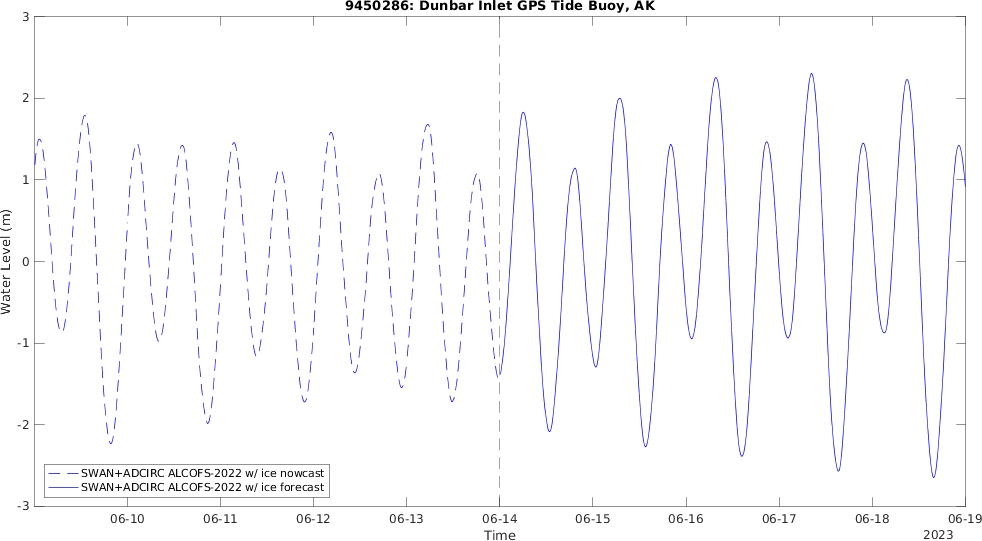 9450286: Dunbar Inlet GPS Tide Buoy, AK
3
2
1
0
-1
-2
-3
Water Level (m)
SWAN+ADCIRC ALCOFS-2022 w/ ice nowcast
SWAN+ADCIRC ALCOFS-2022 w/ ice forecast
06-10 06-11 06-12 06-13 06-14 06-15 06-16 06-17 06-18 06-19
Time
2023